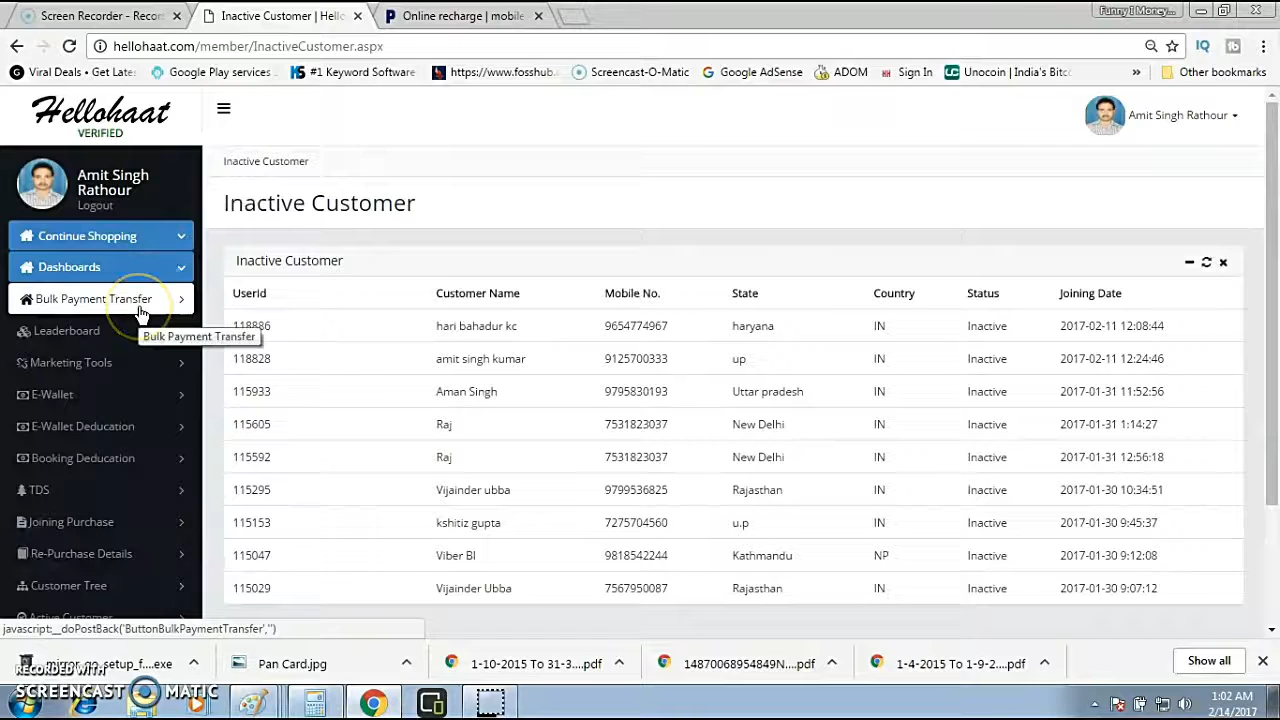 Screen Recorder - Recor
Inactive Customer | Hello
Online recharge | mobile
Funny I Money...
hellohaat.com/member/InactiveCustomer.aspx
Viral Deals - Get Late
Google Play services
#1 Keyword Software
https://www.fosshub.
Screencast-O-Matic
Google AdSense
ADOM
Sign In
Unocoin | India's Bitc
»
Other bookmarks
Hellohaat
VERIFIED
Amit Singh Rathour
Amit Singh
Rathour
Logout
Continue Shopping
Dashboards
Bulk Payment Transfer
Leaderboard
Bulk Payment Transfer
Marketing Tools
E-Wallet
E-Wallet Deducation
Booking Deducation
TDS
Joining Purchase
Re-Purchase Details
Customer Tree
Active Customer
Inactive Customer
Inactive Customer
Inactive Customer
UserId Customer Name Mobile No. State Country Status Joining Date
118886 hari bahadur kc 9654774967 haryana IN Inactive 2017-02-11 12:08:44
118828 amit singh kumar 9125700333 up IN Inactive 2017-02-11 12:24:46
115933 Aman Singh 9795830193 Uttar pradesh IN Inactive 2017-01-31 11:52:56
115605 Raj 7531823037 New Delhi IN Inactive 2017-01-31 1:14:27
115592 Raj 7531823037 New Delhi IN Inactive 2017-01-31 12:56:18
115295 Vijainder ubba 9799536825 Rajasthan IN Inactive 2017-01-30 10:34:51
115153 kshitiz gupta 7275704560 u.p IN Inactive 2017-01-30 9:45:37
115047 Viber BI 9818542244 Kathmandu NP Inactive 2017-01-30 9:12:08
115029 Vijainder Ubba 7567950087 Rajasthan IN Inactive 2017-01-30 9:07:12
javascript:__doPostBack('ButtonBulkPaymentTransfer','')
Pan Card.jpg
1-10-2015 To 31-3....pdf
14870068954849N....pdf
1-4-2015 To 1-9-2....pdf
Show all
RECORDED WITH
SCREENCAST MATIC
1:02 AM
2/14/2017